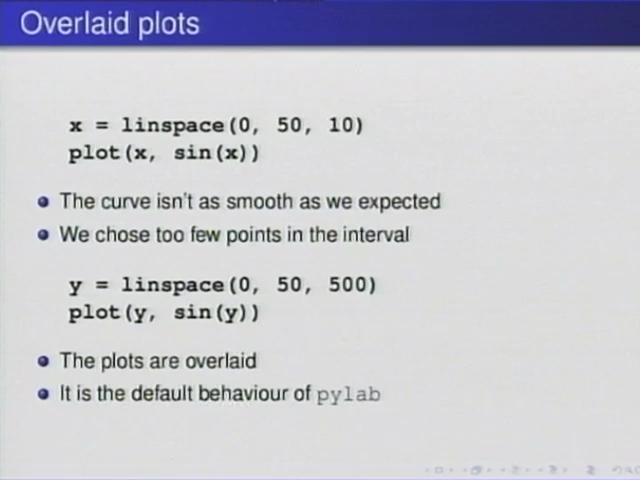 Overlaid plots
x = linspace(0, 50, 10)
plot(x, sin(x))
The curve isn't as smooth as we expected
We chose too few points in the interval
y = linspace(0, 50, 500)
plot(y, sin(y))
The plots are overlaid
It is the default behaviour of pylab